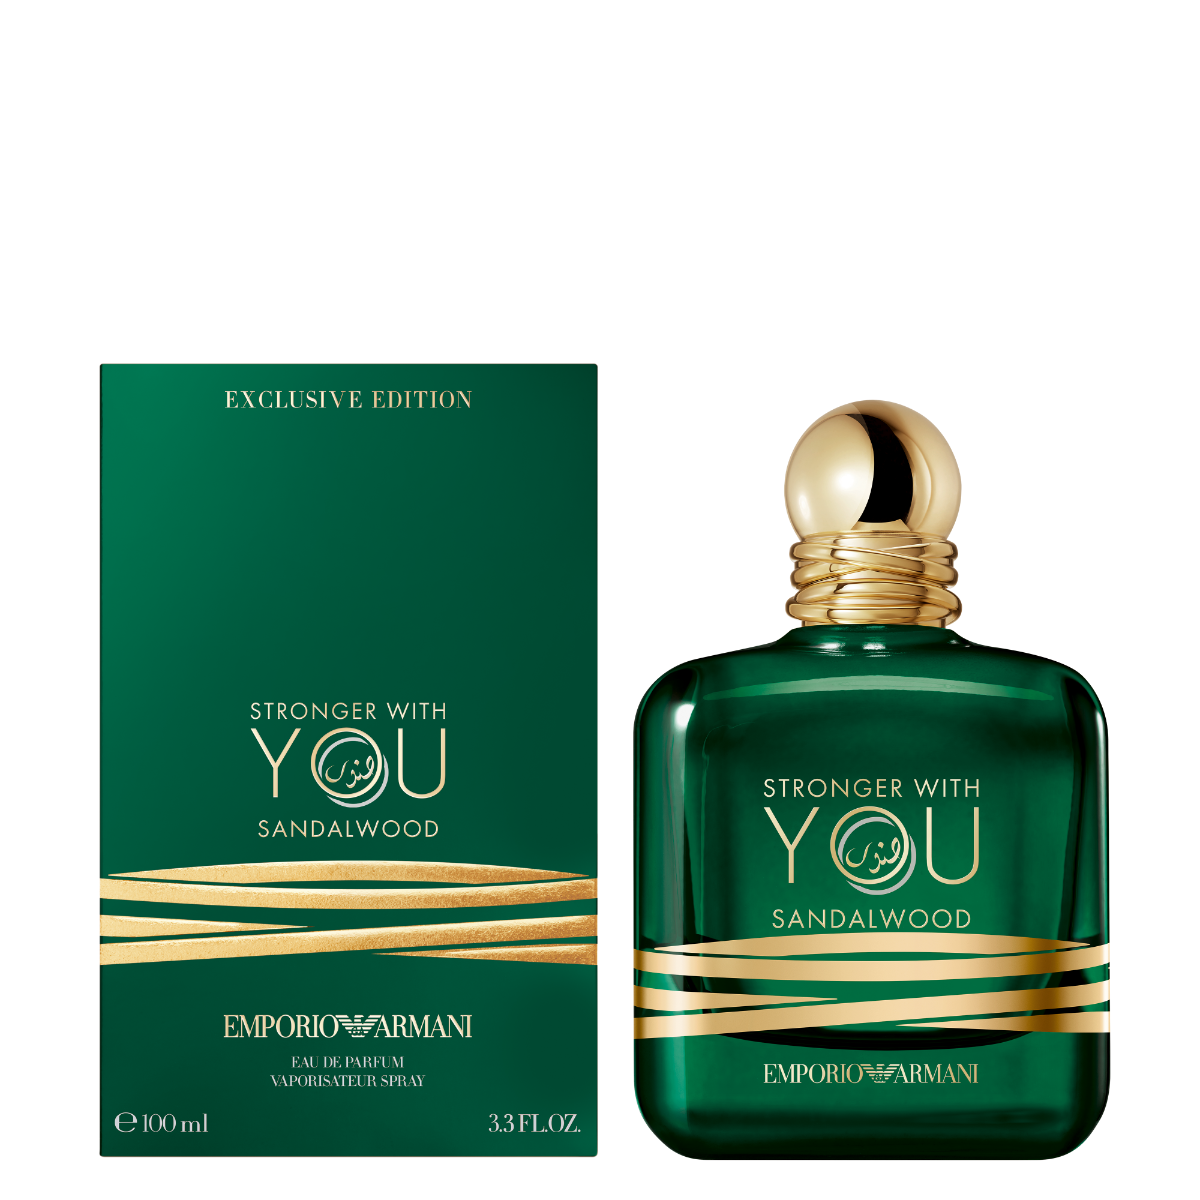 EXCLUSIVE EDITION
STRONGER WITH
YOU
SANDALWOOD
EMPORIO ARMANI
EAU DE PARFUM
VAPORISATEUR SPRAY
℮ 100 ml 3.3 FL.OZ.
STRONGER WITH
YOU
SANDALWOOD
EMPORIO ARMANI